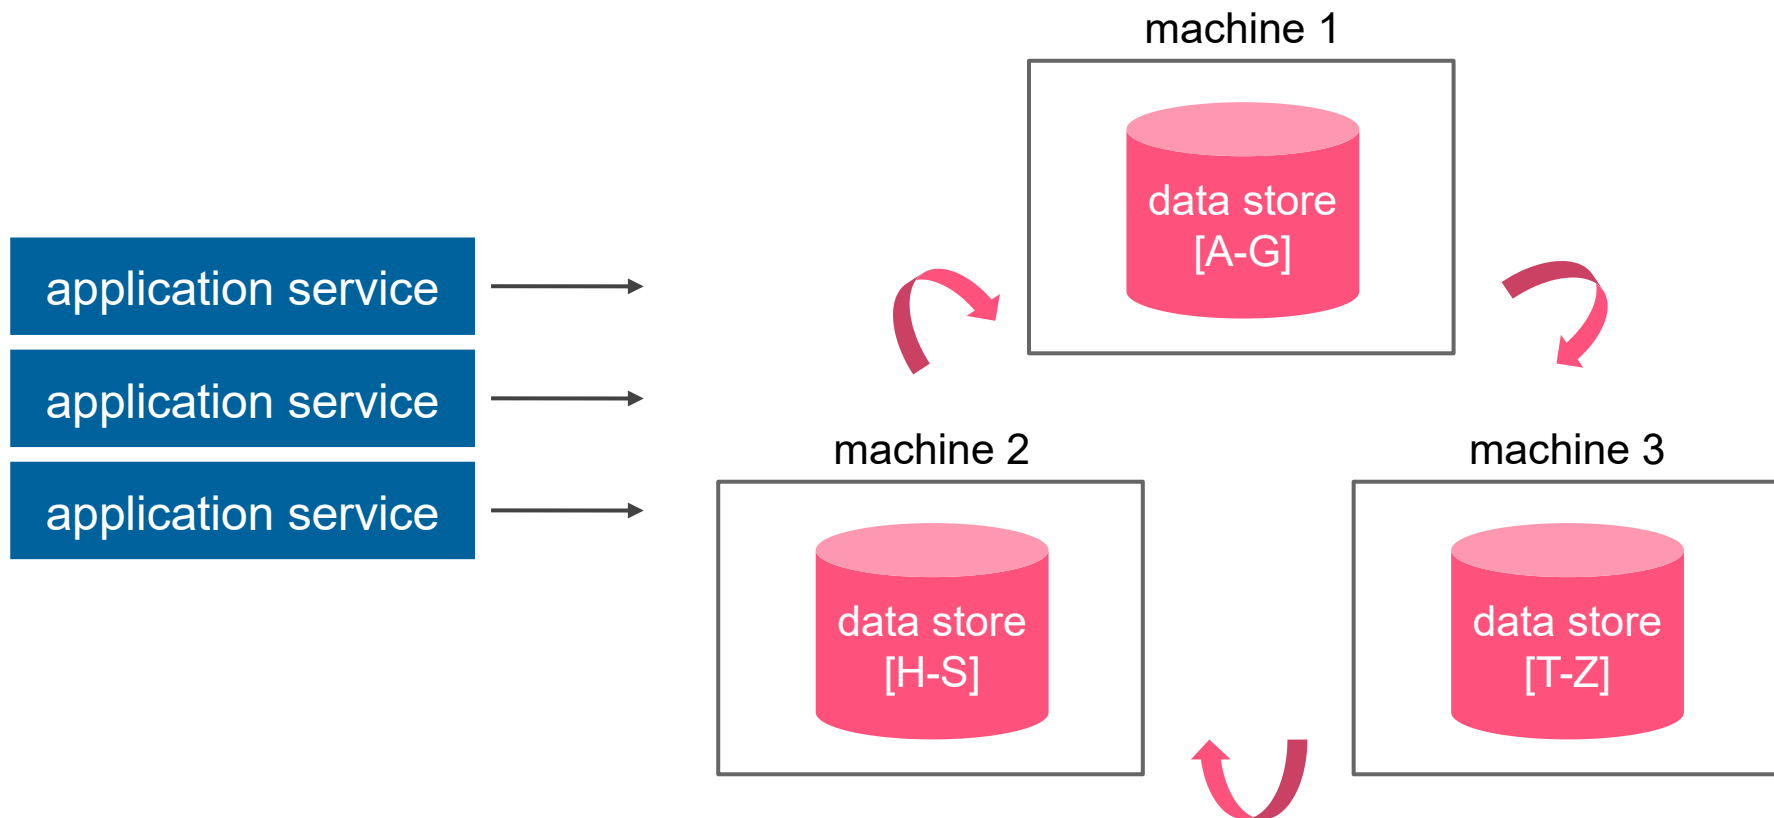 machine 1
data store
[A-G]
application service
application service
application service
machine 2
data store
[H-S]
machine 3
data store
[T-Z]